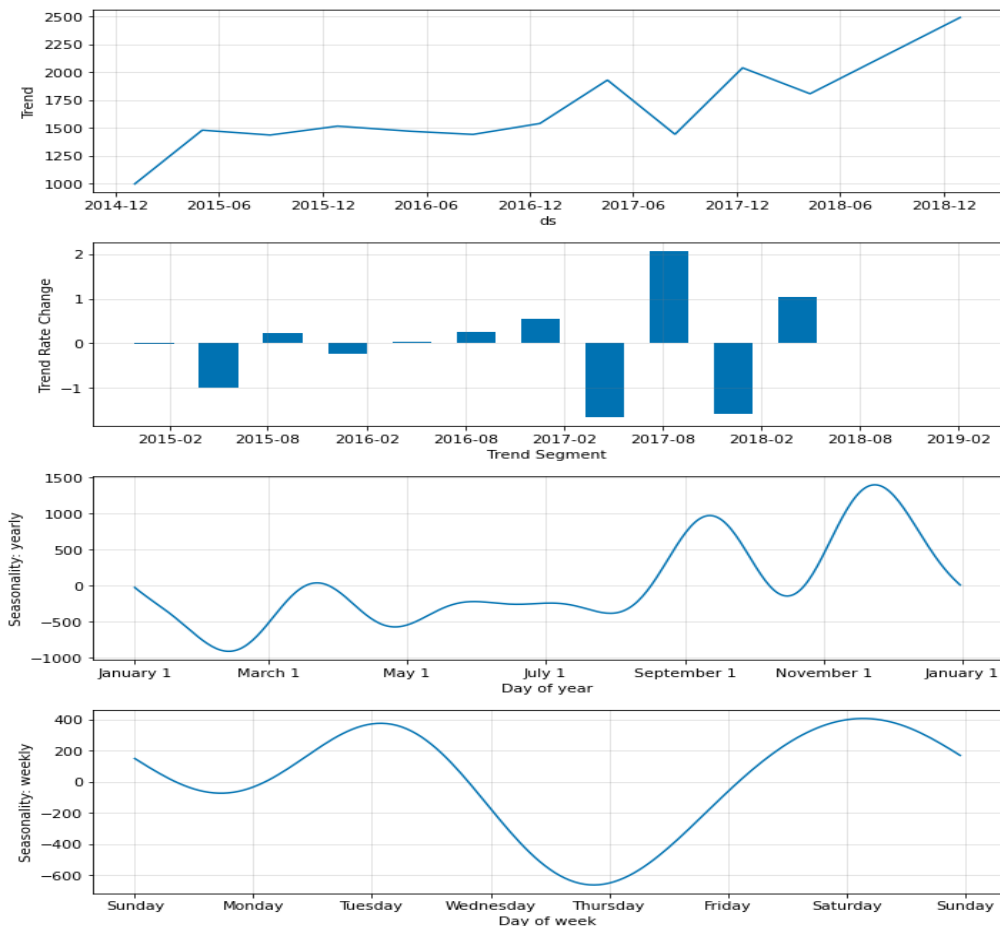 Trend
2500
2250
2000
1750
1500
1250
1000
2014-12 2015-06 2015-12 2016-06 2016-12 2017-06 2017-12 2018-06 2018-12
ds
Trend Rate Change
2
1
0
−1
2015-02 2015-08 2016-02 2016-08 2017-02 2017-08 2018-02 2018-08 2019-02
Trend Segment
Seasonality: yearly
1500
1000
500
0
−500
−1000
January 1 March 1 May 1 July 1 September 1 November 1 January 1
Day of year
Seasonality: weekly
400
200
0
−200
−400
−600
Sunday Monday Tuesday Wednesday Thursday Friday Saturday Sunday
Day of week